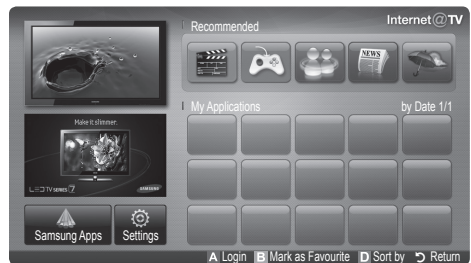 Internet@TV
Recommended
NEWS
My Applications by Date 1/1
Make it slimmer.
LED TV SERIES 7 SAMSUNG
Samsung Apps Settings
A Login B Mark as Favourite D Sort by Return